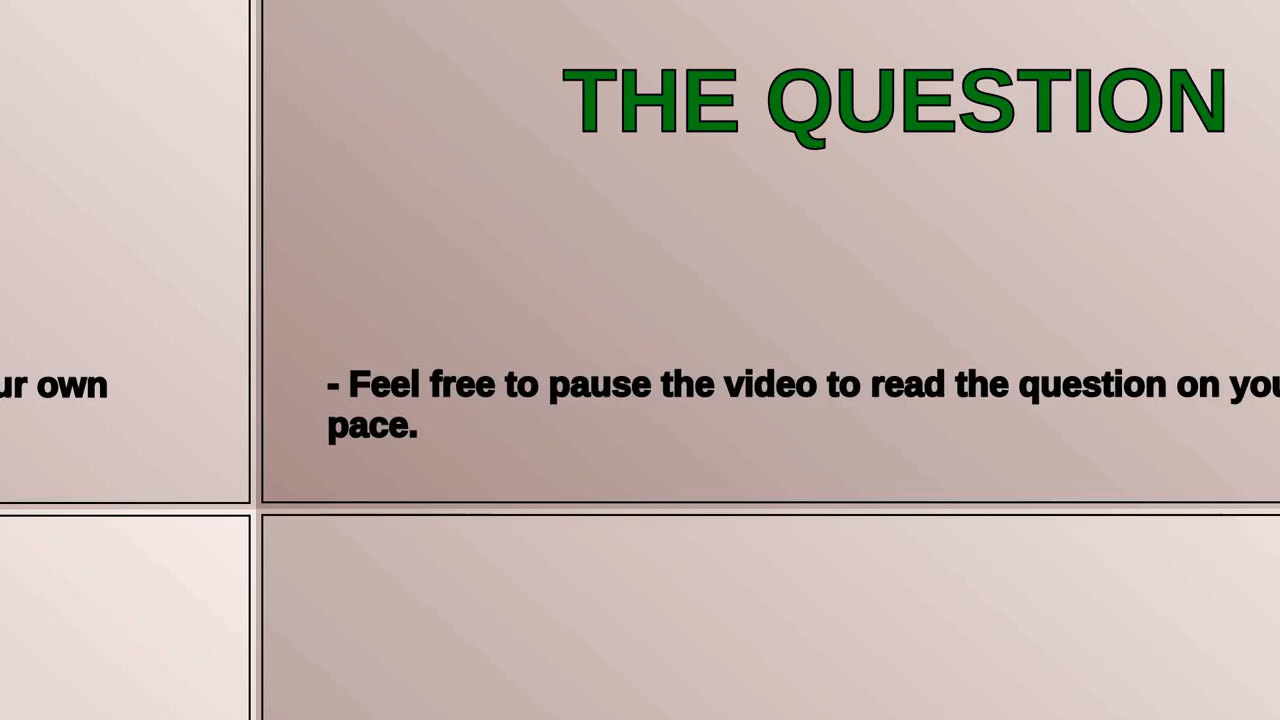 THE QUESTION
ur own
- Feel free to pause the video to read the question on you
pace.